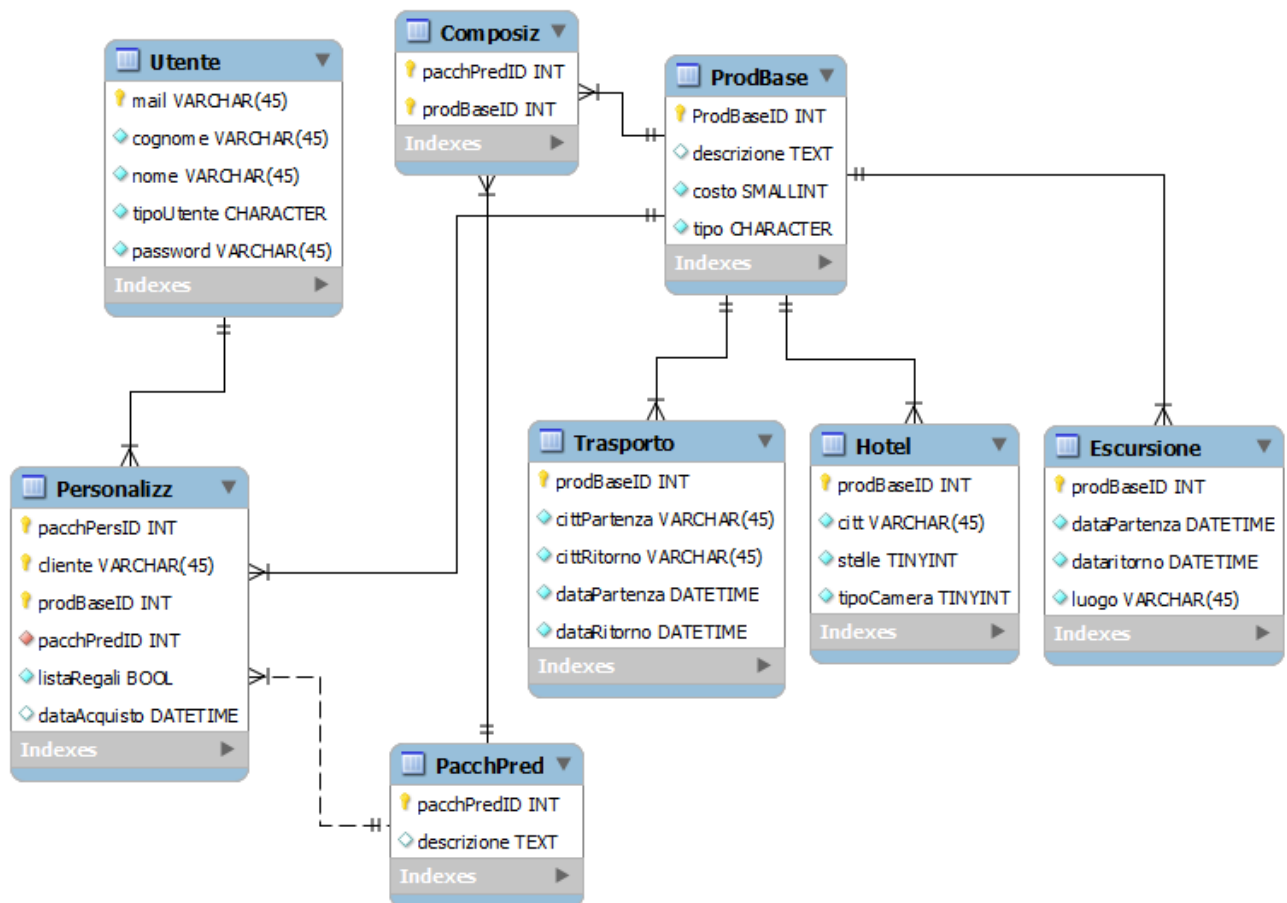 Utente
mail VARCHAR(45)
cognome VARCHAR(45)
nome VARCHAR(45)
tipoUtente CHARACTER
password VARCHAR(45)
Indexes
Composiz
pacchPredID INT
prodBaseID INT
Indexes
ProdBase
ProdBaseID INT
descrizione TEXT
costo SMALLINT
tipo CHARACTER
Indexes
Personalizz
pacchPersID INT
cliente VARCHAR(45)
prodBaseID INT
pacchPredID INT
listaRegali BOOL
dataAcquisto DATETIME
Indexes
Trasporto
prodBaseID INT
cittPartenza VARCHAR(45)
cittRitorno VARCHAR(45)
dataPartenza DATETIME
dataRitorno DATETIME
Indexes
Hotel
prodBaseID INT
citt VARCHAR(45)
stelle TINYINT
tipoCamera TINYINT
Indexes
Escursione
prodBaseID INT
dataPartenza DATETIME
dataritorno DATETIME
luogo VARCHAR(45)
Indexes
PacchPred
pacchPredID INT
descrizione TEXT
Indexes